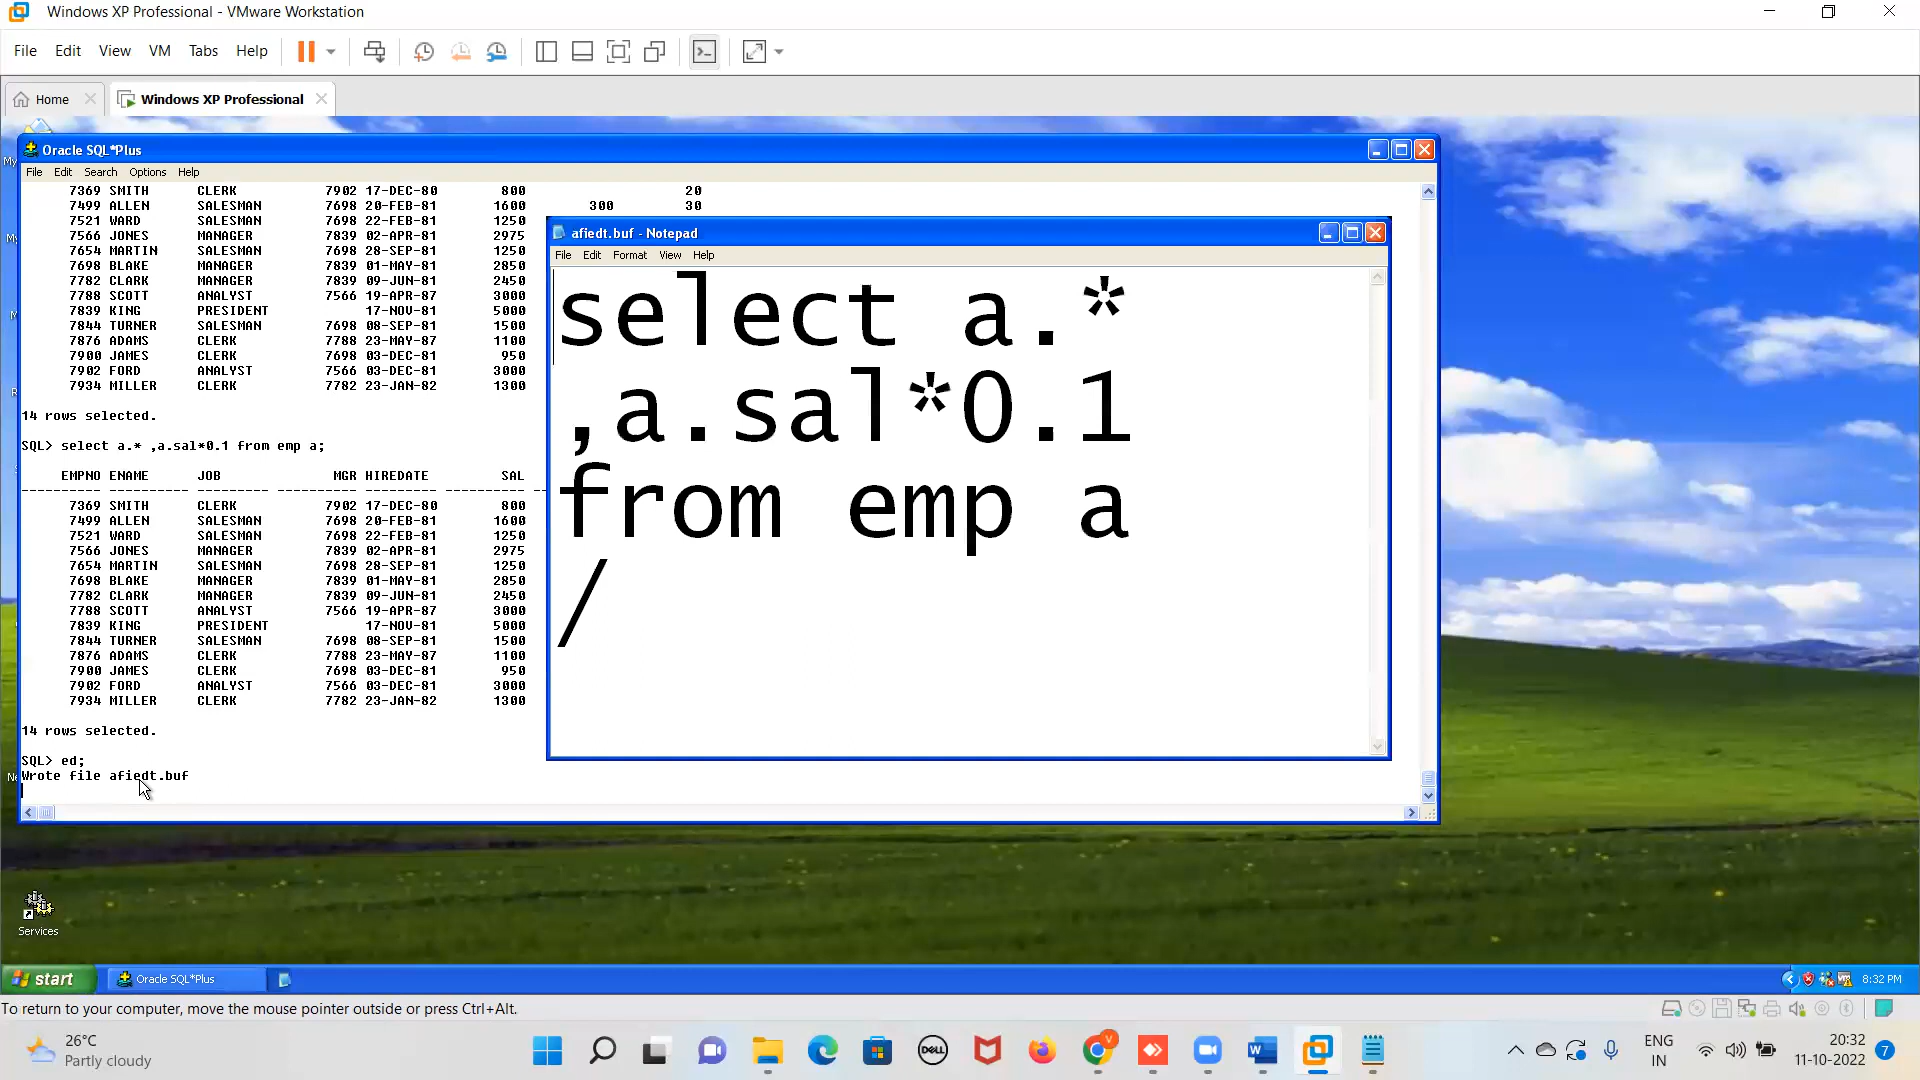 Windows XP Professional - VMware Workstation
File Edit View VM Tabs Help
Home
Windows XP Professional
Oracle SQL*Plus
File Edit Search Options Help
7369 SMITH CLERK 7902 17-DEC-80 800 20
7499 ALLEN SALESMAN 7698 20-FEB-81 1600 300 30
7521 WARD SALESMAN 7698 22-FEB-81 1250
7566 JONES MANAGER 7839 02-APR-81 2975
7654 MARTIN SALESMAN 7698 28-SEP-81 1250
7698 BLAKE MANAGER 7839 01-MAY-81 2850
7782 CLARK MANAGER 7839 09-JUN-81 2450
7788 SCOTT ANALYST 7566 19-APR-87 3000
7839 KING PRESIDENT 17-NOV-81 5000
7844 TURNER SALESMAN 7698 08-SEP-81 1500
7876 ADAMS CLERK 7788 23-MAY-87 1100
7900 JAMES CLERK 7698 03-DEC-81 950
7902 FORD ANALYST 7566 03-DEC-81 3000
7934 MILLER CLERK 7782 23-JAN-82 1300
14 rows selected.
SQL> select a.* ,a.sal*0.1 from emp a;
EMPNO ENAME JOB MGR HIREDATE SAL
7369 SMITH CLERK 7902 17-DEC-80 800
7499 ALLEN SALESMAN 7698 20-FEB-81 1600
7521 WARD SALESMAN 7698 22-FEB-81 1250
7566 JONES MANAGER 7839 02-APR-81 2975
7654 MARTIN SALESMAN 7698 28-SEP-81 1250
7698 BLAKE MANAGER 7839 01-MAY-81 2850
7782 CLARK MANAGER 7839 09-JUN-81 2450
7788 SCOTT ANALYST 7566 19-APR-87 3000
7839 KING PRESIDENT 17-NOV-81 5000
7844 TURNER SALESMAN 7698 08-SEP-81 1500
7876 ADAMS CLERK 7788 23-MAY-87 1100
7900 JAMES CLERK 7698 03-DEC-81 950
7902 FORD ANALYST 7566 03-DEC-81 3000
7934 MILLER CLERK 7782 23-JAN-82 1300
14 rows selected.
SQL> ed;
Wrote file afiedt.buf
afiedt.buf - Notepad
File Edit Format View Help
select a.*
,a.sal*0.1
from emp a
/
Services
start
Oracle SQL*Plus
8:32 PM
To return to your computer, move the mouse pointer outside or press Ctrl+Alt.
26°C
Partly cloudy
DELL
ENG
IN
20:32
11-10-2022
7